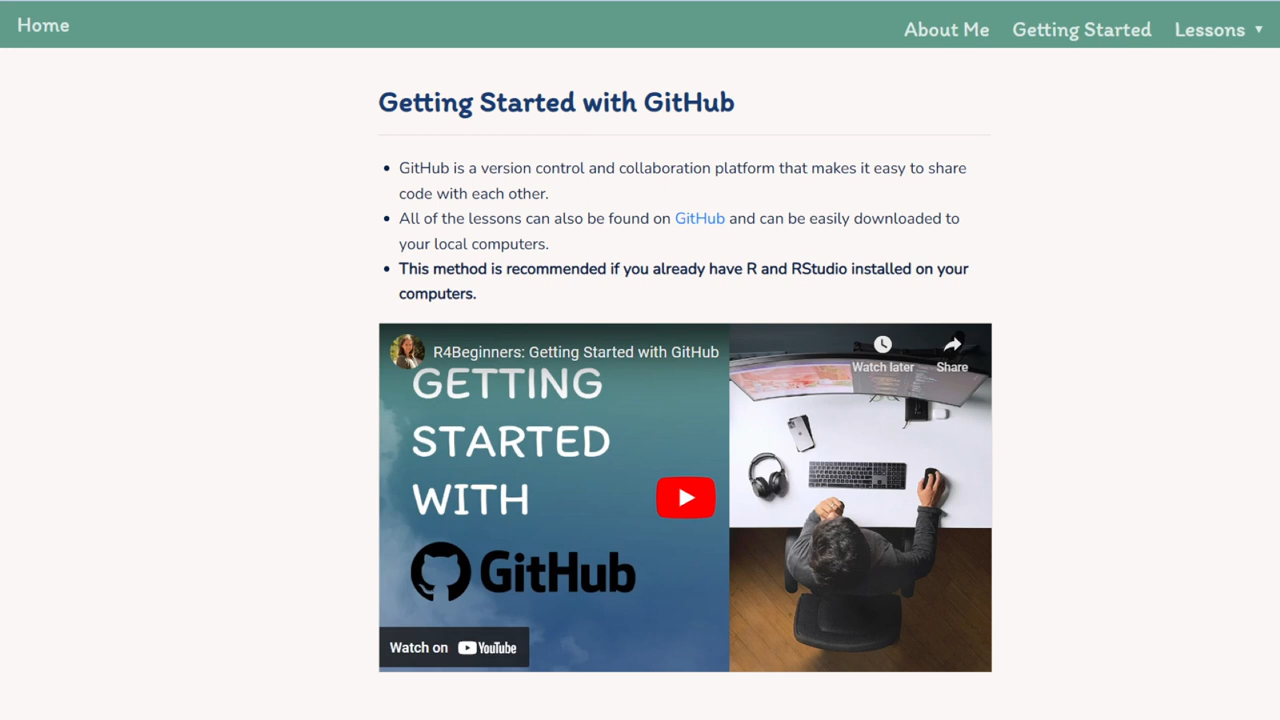 Home
About Me
Getting Started
Lessons ▼
Getting Started with GitHub
• GitHub is a version control and collaboration platform that makes it easy to share
code with each other.
• All of the lessons can also be found on GitHub and can be easily downloaded to
your local computers.
• This method is recommended if you already have R and RStudio installed on your
computers.
R4Beginners: Getting Started with GitHub
Watch later
Share
GETTING
STARTED
WITH
GitHub
Watch on YouTube